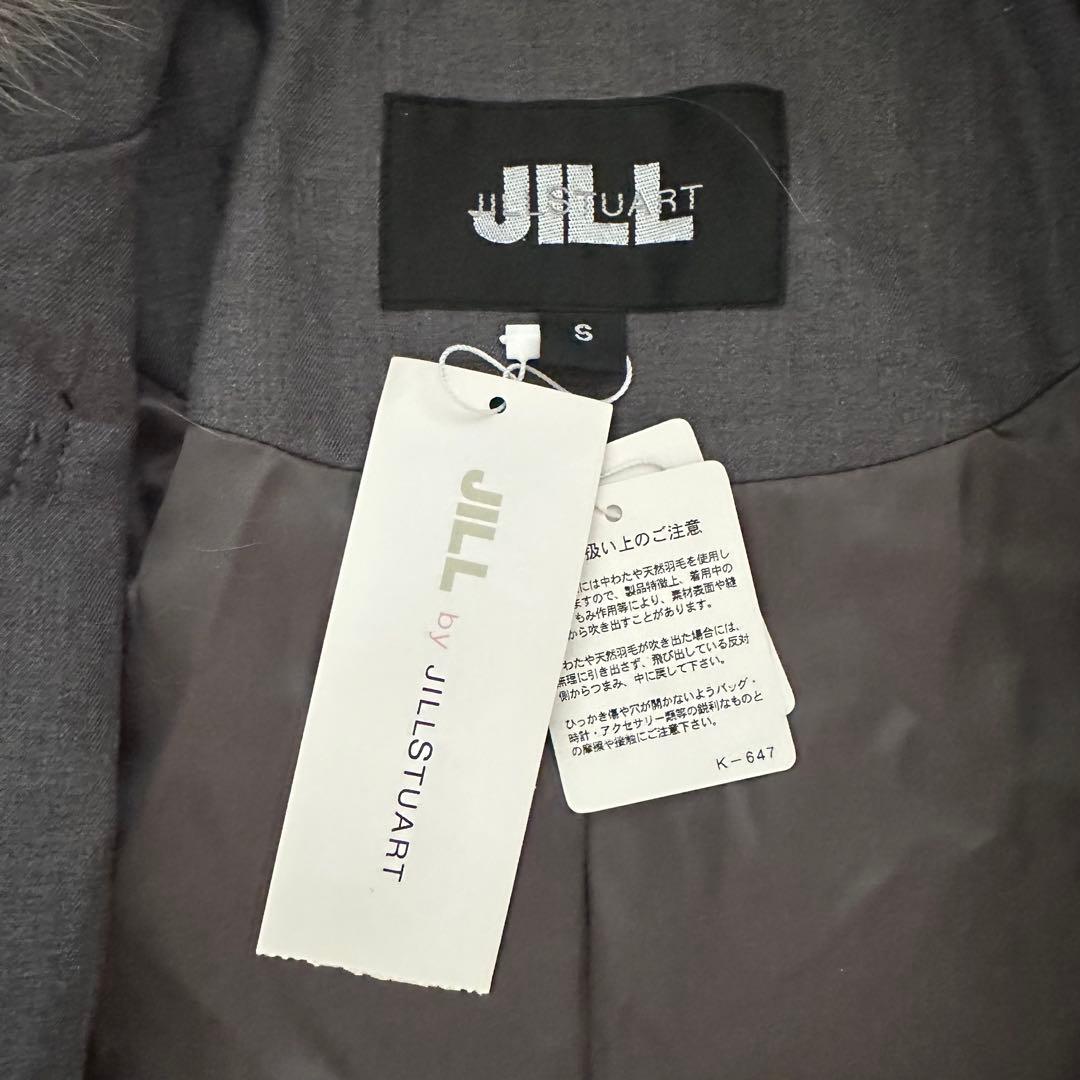 JILL
JILLSTUART
S
JILL by JILLSTUART
扱い上のご注意
には中わたや天然羽毛を使用し
ますので、製品特徴上、着用中の
もみ作用等により、素材表面や縫
から吹き出すことがあります。
わたや天然羽毛が吹き出た場合には、
無理に引き出さず、飛び出している反対
側からつまみ、中に戻して下さい。
ひっかき傷や穴が開かないようバッグ・
時計・アクセサリー類等の鋭利なものと
の摩擦や接触にご注意下さい。
K－647